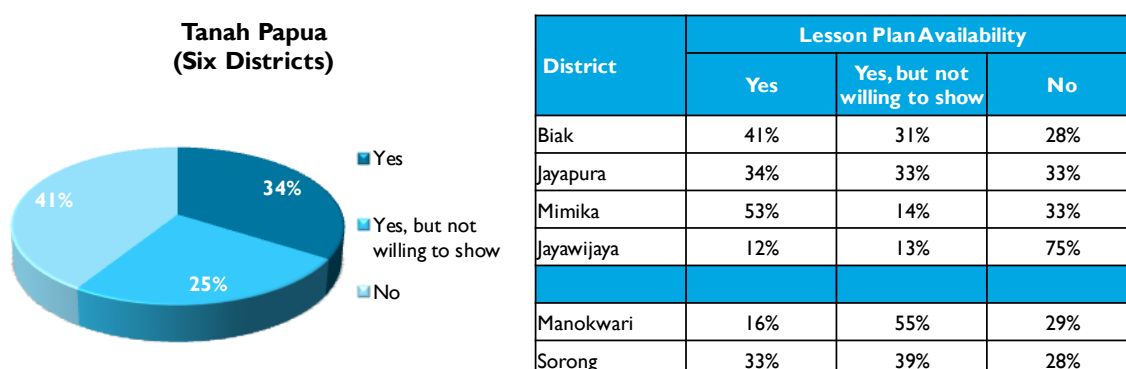 Tanah Papua
(Six Districts)
41%
34%
25%
Yes
Yes, but not
willing to show
No
District
Lesson Plan Availability
Yes
Yes, but not
willing to show
No
Biak 41% 31% 28%
Jayapura 34% 33% 33%
Mimika 53% 14% 33%
Jayawijaya 12% 13% 75%
Manokwari 16% 55% 29%
Sorong 33% 39% 28%